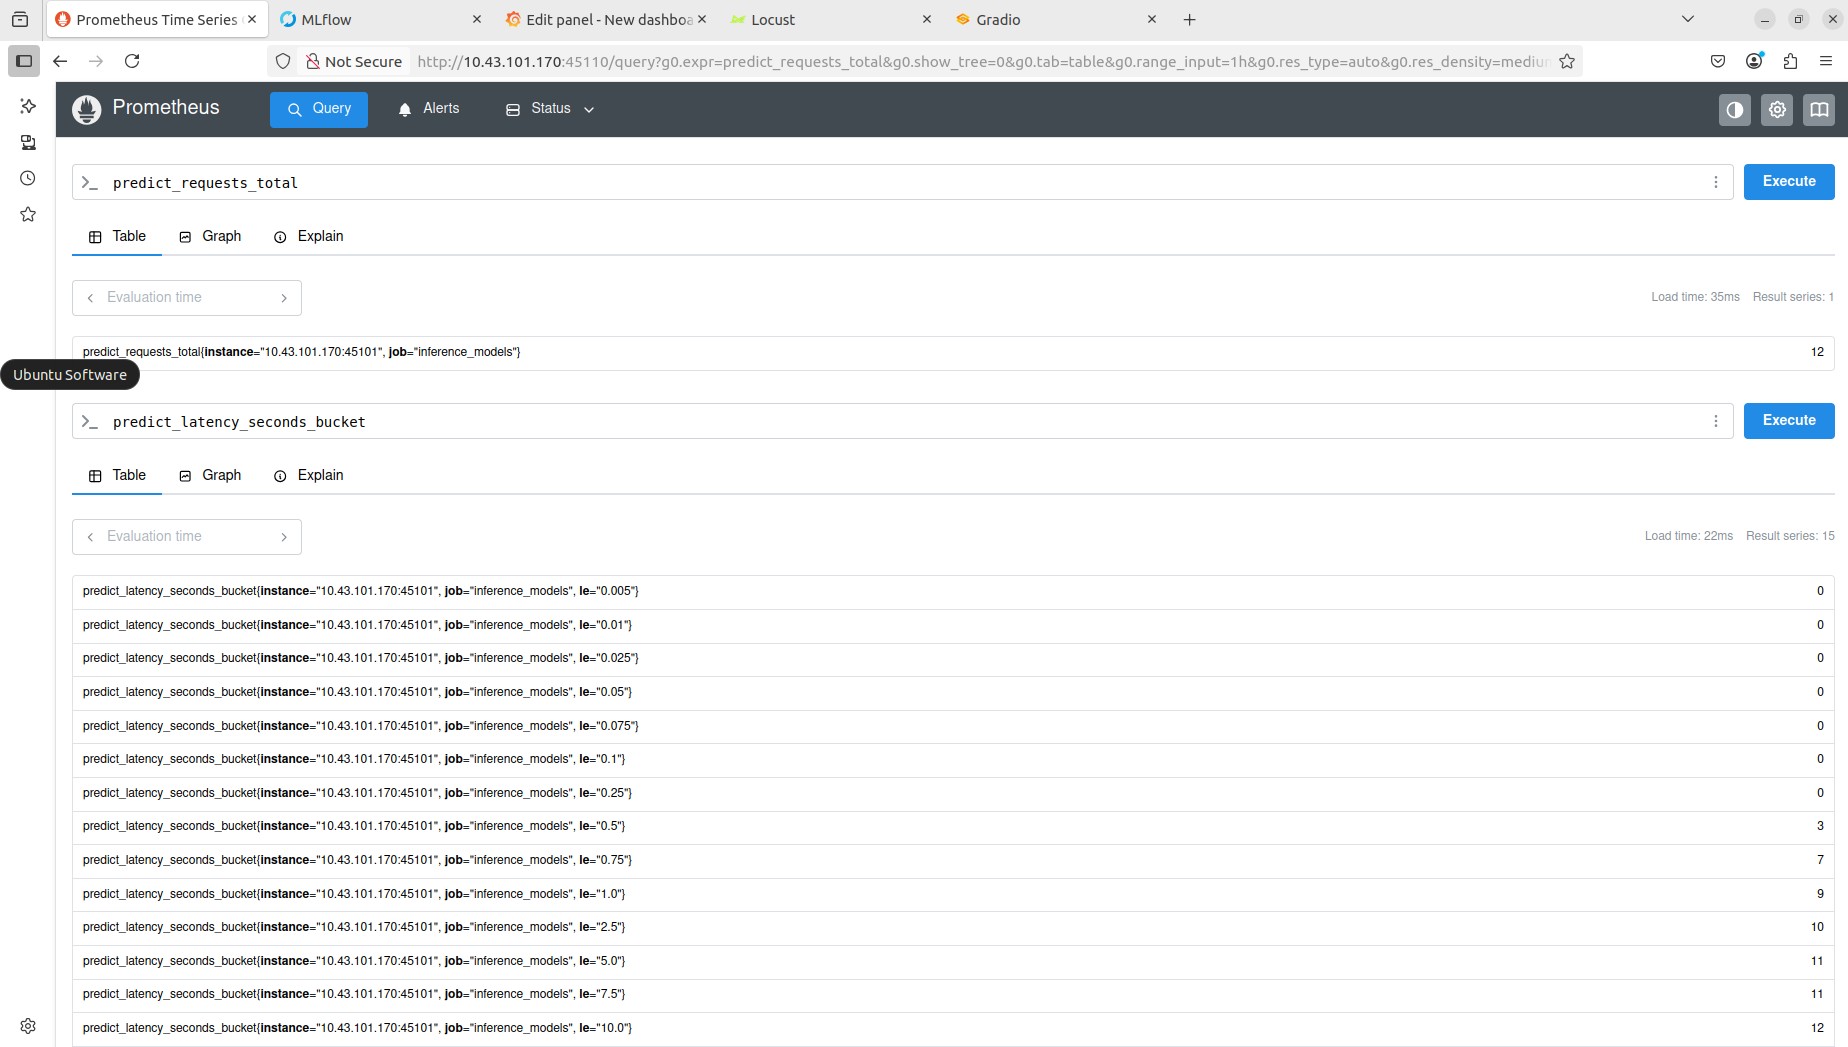 Prometheus Time Series
MLflow
Edit panel - New dashboa
Locust
Gradio
Not Secure
http://10.43.101.170:45110/query?g0.expr=predict_requests_total&g0.show_tree=0&g0.tab=table&g0.range_input=1h&g0.res_type=auto&g0.res_density=medium
Prometheus
Query
Alerts
Status
>_ predict_requests_total
Execute
Table Graph Explain
Evaluation time
Load time: 35ms Result series: 1
predict_requests_total{instance="10.43.101.170:45101", job="inference_models"} 12
Ubuntu Software
>_ predict_latency_seconds_bucket
Execute
Table Graph Explain
Evaluation time
Load time: 22ms Result series: 15
predict_latency_seconds_bucket{instance="10.43.101.170:45101", job="inference_models", le="0.005"} 0
predict_latency_seconds_bucket{instance="10.43.101.170:45101", job="inference_models", le="0.01"} 0
predict_latency_seconds_bucket{instance="10.43.101.170:45101", job="inference_models", le="0.025"} 0
predict_latency_seconds_bucket{instance="10.43.101.170:45101", job="inference_models", le="0.05"} 0
predict_latency_seconds_bucket{instance="10.43.101.170:45101", job="inference_models", le="0.075"} 0
predict_latency_seconds_bucket{instance="10.43.101.170:45101", job="inference_models", le="0.1"} 0
predict_latency_seconds_bucket{instance="10.43.101.170:45101", job="inference_models", le="0.25"} 0
predict_latency_seconds_bucket{instance="10.43.101.170:45101", job="inference_models", le="0.5"} 3
predict_latency_seconds_bucket{instance="10.43.101.170:45101", job="inference_models", le="0.75"} 7
predict_latency_seconds_bucket{instance="10.43.101.170:45101", job="inference_models", le="1.0"} 9
predict_latency_seconds_bucket{instance="10.43.101.170:45101", job="inference_models", le="2.5"} 10
predict_latency_seconds_bucket{instance="10.43.101.170:45101", job="inference_models", le="5.0"} 11
predict_latency_seconds_bucket{instance="10.43.101.170:45101", job="inference_models", le="7.5"} 11
predict_latency_seconds_bucket{instance="10.43.101.170:45101", job="inference_models", le="10.0"} 12